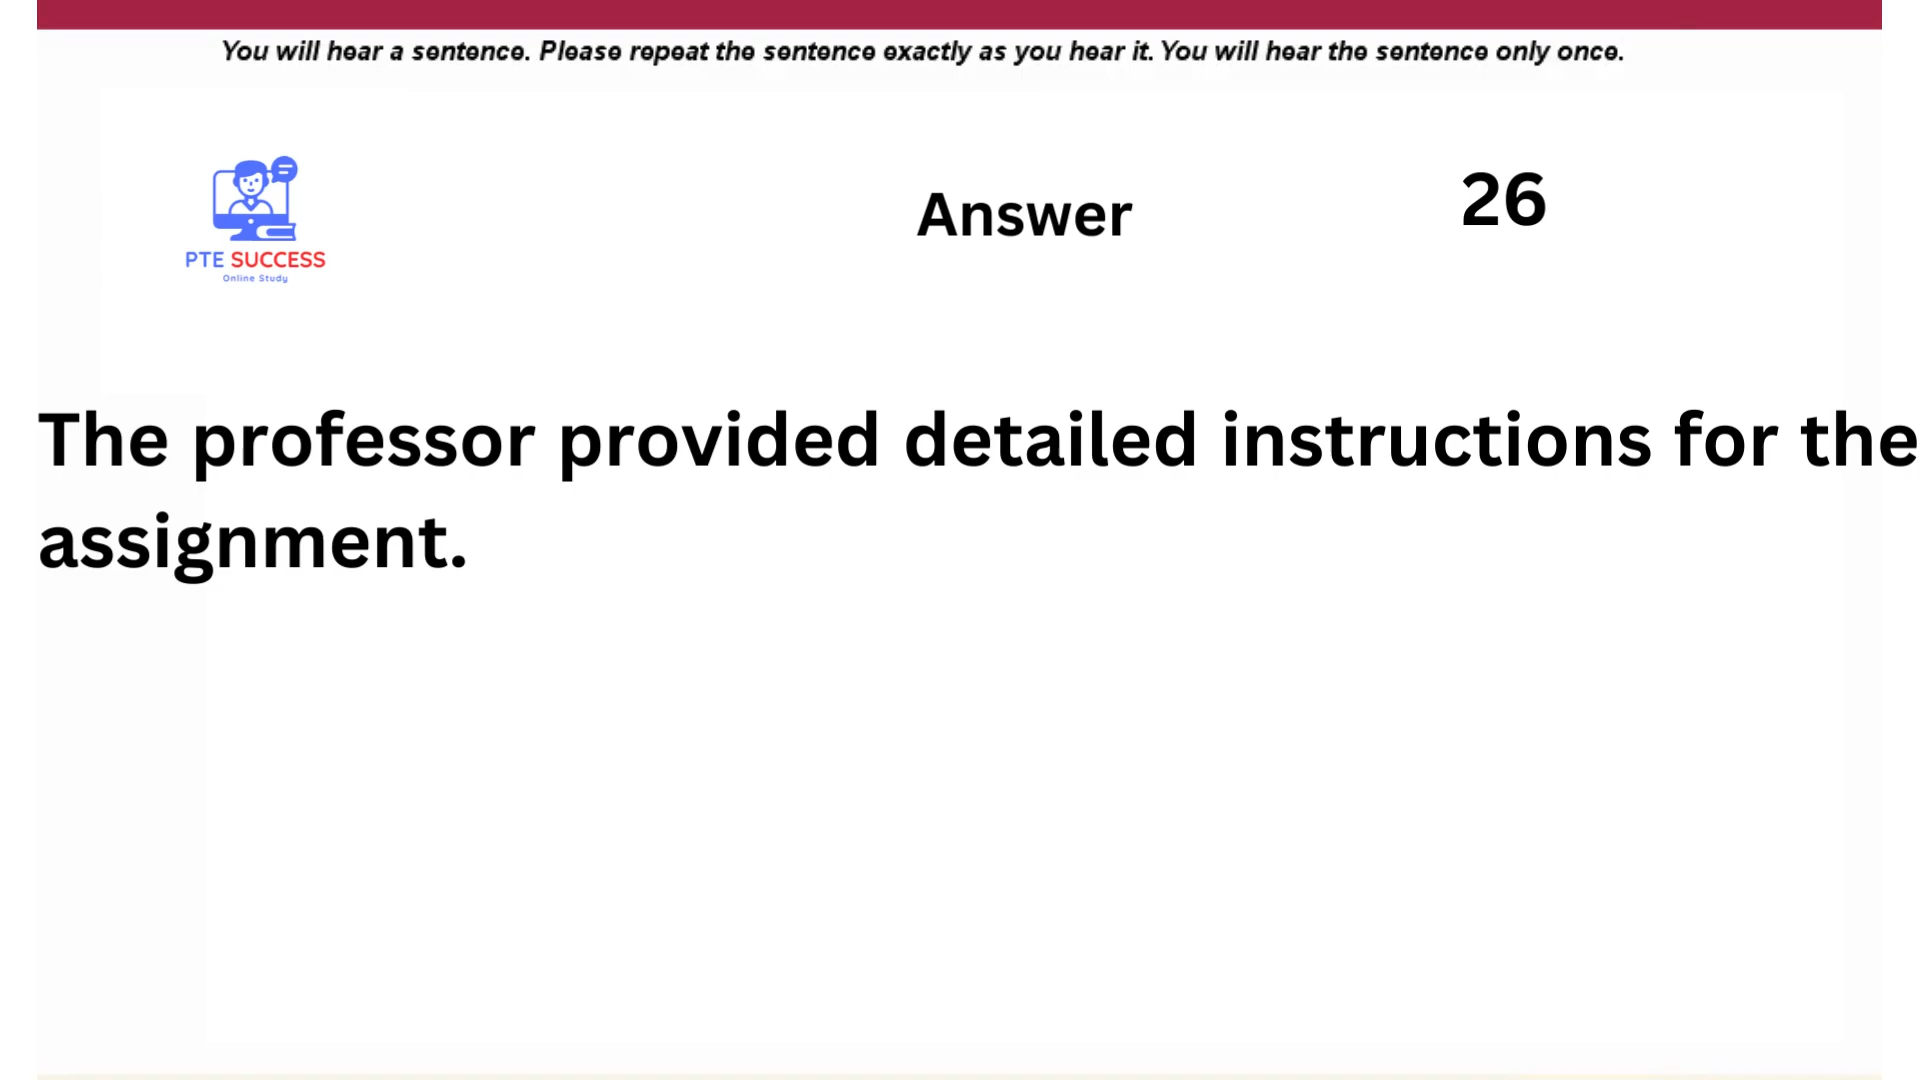 You will hear a sentence. Please repeat the sentence exactly as you hear it. You will hear the sentence only once.
Answer
26
PTE SUCCESS
Online Study
The professor provided detailed instructions for the
assignment.